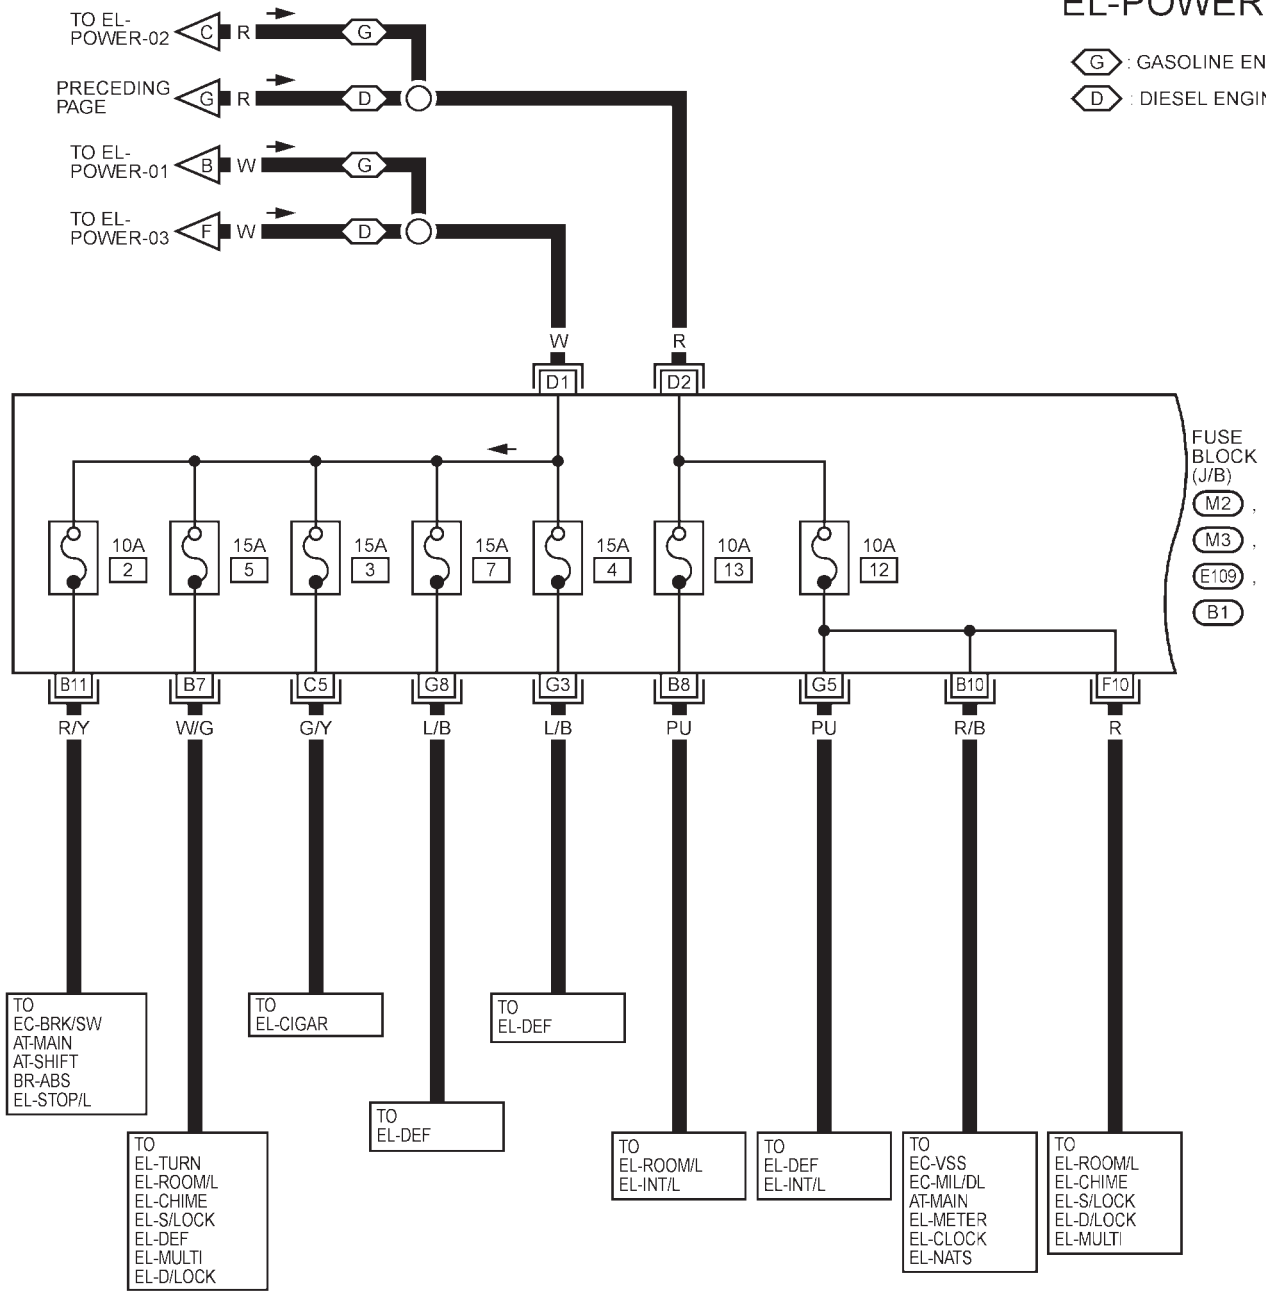 EL-POWER
TO EL-
POWER-02
C
R
G
PRECEDING
PAGE
G
R
D
TO EL-
POWER-01
B
W
G
TO EL-
POWER-03
F
W
D
G : GASOLINE EN
D : DIESEL ENGIN
W
R
D1
D2
FUSE
BLOCK
(J/B)
M2 ,
M3 ,
E109 ,
B1
10A
2
15A
5
15A
3
15A
7
15A
4
10A
13
10A
12
B11
B7
C5
G8
G3
B8
G5
B10
F10
R/Y
W/G
G/Y
L/B
L/B
PU
PU
R/B
R
TO
EC-BRK/SW
AT-MAIN
AT-SHIFT
BR-ABS
EL-STOP/L
TO
EL-TURN
EL-ROOM/L
EL-CHIME
EL-S/LOCK
EL-DEF
EL-MULTI
EL-D/LOCK
TO
EL-CIGAR
TO
EL-DEF
TO
EL-DEF
TO
EL-ROOM/L
EL-INT/L
TO
EL-DEF
EL-INT/L
TO
EC-VSS
EC-MIL/DL
AT-MAIN
EL-METER
EL-CLOCK
EL-NATS
TO
EL-ROOM/L
EL-CHIME
EL-S/LOCK
EL-D/LOCK
EL-MULTI